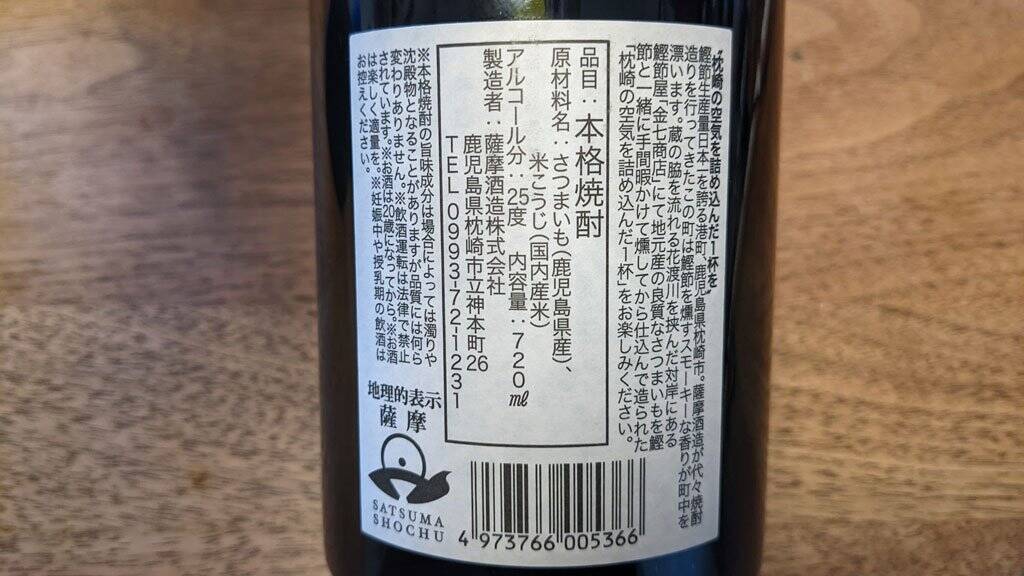 枕崎の空気を詰め込んだ1杯を
鰹節生産量日本一を誇る港町、鹿児島県枕崎市。薩摩酒造が代々焼酎
造りを行ってきたこの町は鰹節を燻すスモーキーな香りが町中を
漂います。蔵の脇を流れる花渡川を挟んだ対岸にある
鰹節屋「金七商店」にて地元産の良質なさつまいもを鰹
節と一緒に手間暇かけて燻してから仕込んで造られた
「枕崎の空気を詰め込んだ1杯」をお楽しみください。
品目：本格焼酎
原材料名：さつまいも（鹿児島県産）、
米こうじ（国内産米）
アルコール分：25度 内容量：720㎖
製造者：薩摩酒造株式会社
鹿児島県枕崎市立神本町26
TEL0993-72-1231
※本格焼酎の旨味成分は場合によっては濁りや
沈殿物となることがありますが品質には何ら
変わりありません。※飲酒運転は法律で禁止
されています。※お酒は20歳になってから。※お酒
は楽しく適量を。※妊娠中や授乳期の飲酒は
お控えください。
地理的表示
薩摩
SATSUMA
SHOCHU
4 973766 005366